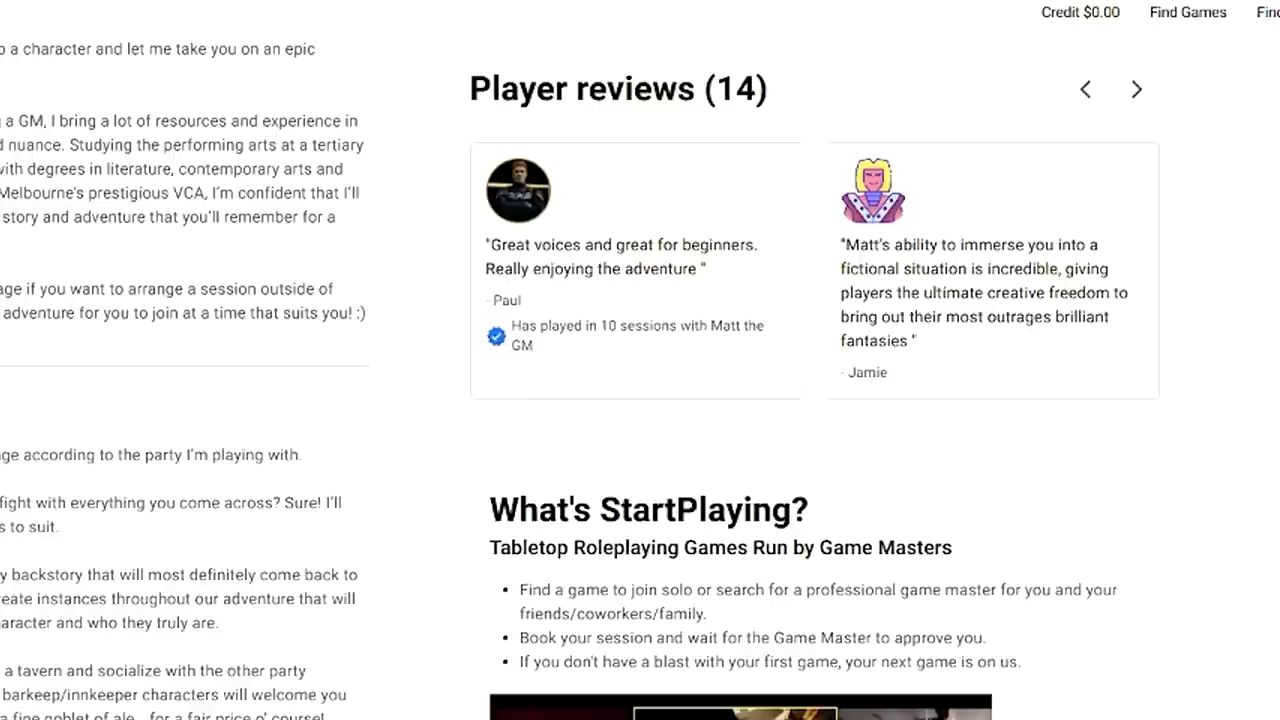 Credit $0.00 Find Games
a character and let me take you on an epic
a GM, I bring a lot of resources and experience in
nuance. Studying the performing arts at a tertiary
with degrees in literature, contemporary arts and
Melbourne's prestigious VCA, I'm confident that I'll
story and adventure that you'll remember for a
if you want to arrange a session outside of
adventure for you to join at a time that suits you! :)
according to the party I'm playing with.
fight with everything you come across? Sure! I'll
to suit.
backstory that will most definitely come back to
instances throughout our adventure that will
and who they truly are.
a tavern and socialize with the other party
barkeep/innkeeper characters will welcome you
a fine goblet of ale... for a fair price o' course!
Player reviews (14)
"Great voices and great for beginners.
Really enjoying the adventure "
- Paul
Has played in 10 sessions with Matt the
GM
"Matt's ability to immerse you into a
fictional situation is incredible, giving
players the ultimate creative freedom to
bring out their most outrages brilliant
fantasies "
- Jamie
What's StartPlaying?
Tabletop Roleplaying Games Run by Game Masters
• Find a game to join solo or search for a professional game master for you and your
friends/coworkers/family.
• Book your session and wait for the Game Master to approve you.
• If you don't have a blast with your first game, your next game is on us.